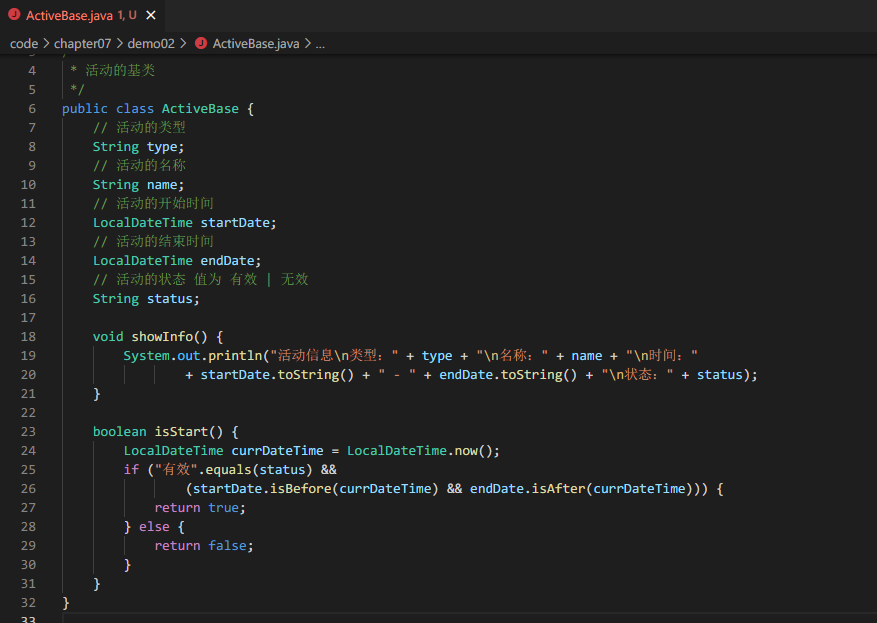 ActiveBase.java 1, U ×
code > chapter07 > demo02 > ActiveBase.java > ...
4 * 活动的基类
5 */
6 public class ActiveBase {
7 // 活动的类型
8 String type;
9 // 活动的名称
10 String name;
11 // 活动的开始时间
12 LocalDateTime startDate;
13 // 活动的结束时间
14 LocalDateTime endDate;
15 // 活动的状态 值为 有效 | 无效
16 String status;
17
18 void showInfo() {
19 System.out.println("活动信息\n类型：" + type + "\n名称：" + name + "\n时间："
20 + startDate.toString() + " - " + endDate.toString() + "\n状态：" + status);
21 }
22
23 boolean isStart() {
24 LocalDateTime currDateTime = LocalDateTime.now();
25 if ("有效".equals(status) &&
26 (startDate.isBefore(currDateTime) && endDate.isAfter(currDateTime))) {
27 return true;
28 } else {
29 return false;
30 }
31 }
32 }
33